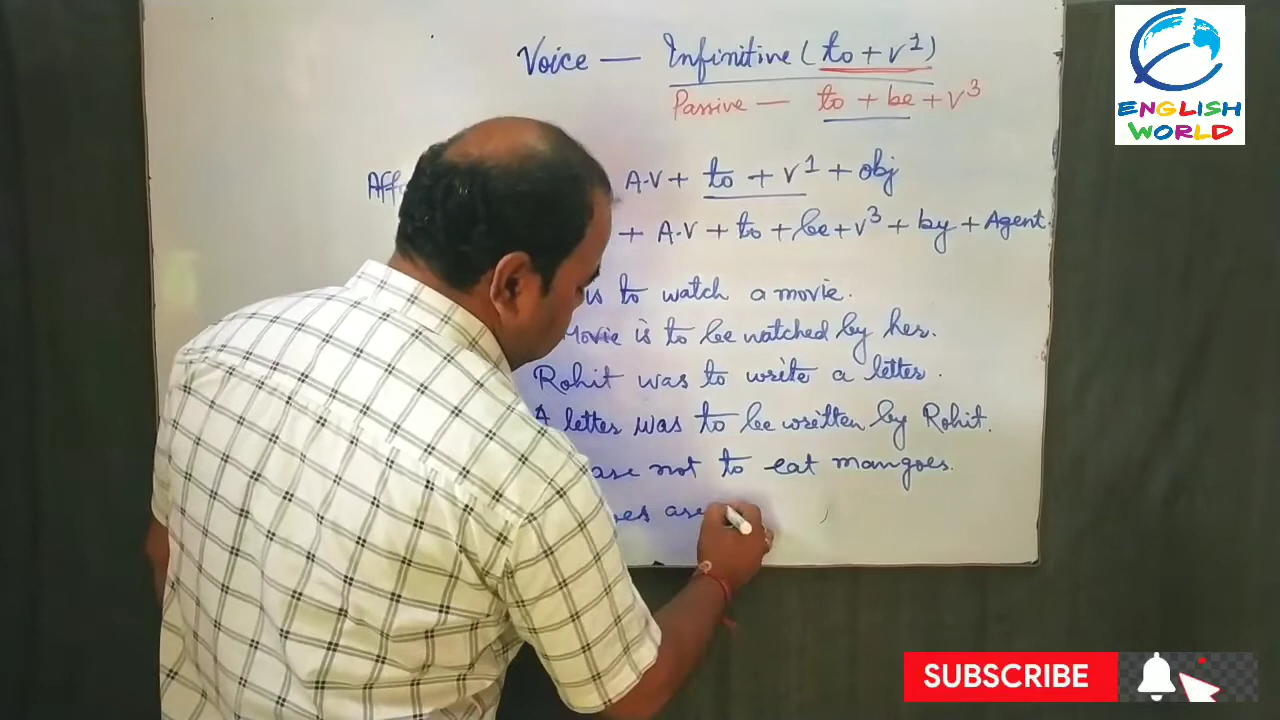 Voice — Infinitive (to + v1)
Passive — to + be + v3
A.V + to + v1 + obj
+ A.V + to + be + v3 + by + Agent.
is to watch a movie.
Movie is to be watched by her.
Rohit was to write a letter.
A letter was to be written by Rohit.
are not to eat mangoes.
are
ENGLISH
WORLD
SUBSCRIBE